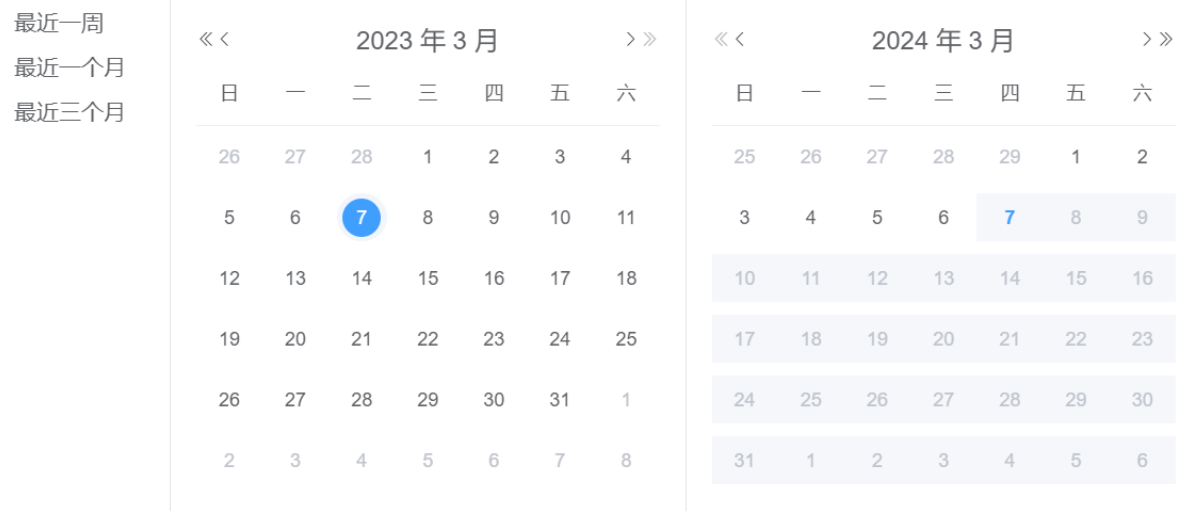 最近一周
最近一个月
最近三个月
« < 2023 年 3 月 > »
日 一 二 三 四 五 六
26 27 28 1 2 3 4
5 6 7 8 9 10 11
12 13 14 15 16 17 18
19 20 21 22 23 24 25
26 27 28 29 30 31 1
2 3 4 5 6 7 8
« < 2024 年 3 月 > »
日 一 二 三 四 五 六
25 26 27 28 29 1 2
3 4 5 6 7 8 9
10 11 12 13 14 15 16
17 18 19 20 21 22 23
24 25 26 27 28 29 30
31 1 2 3 4 5 6